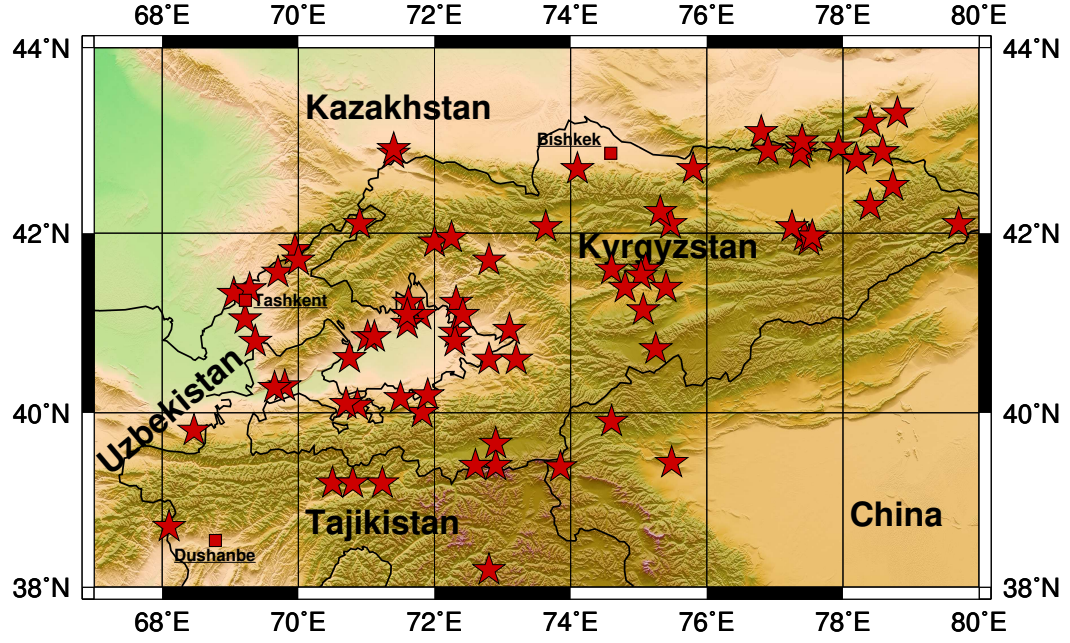 68˚E 70˚E 72˚E 74˚E 76˚E 78˚E 80˚E
44˚N 44˚N
Kazakhstan
Bishkek
42˚N 42˚N
Kyrgyzstan
Tashkent
Uzbekistan
40˚N 40˚N
Tajikistan
China
Dushanbe
38˚N 38˚N
68˚E 70˚E 72˚E 74˚E 76˚E 78˚E 80˚E